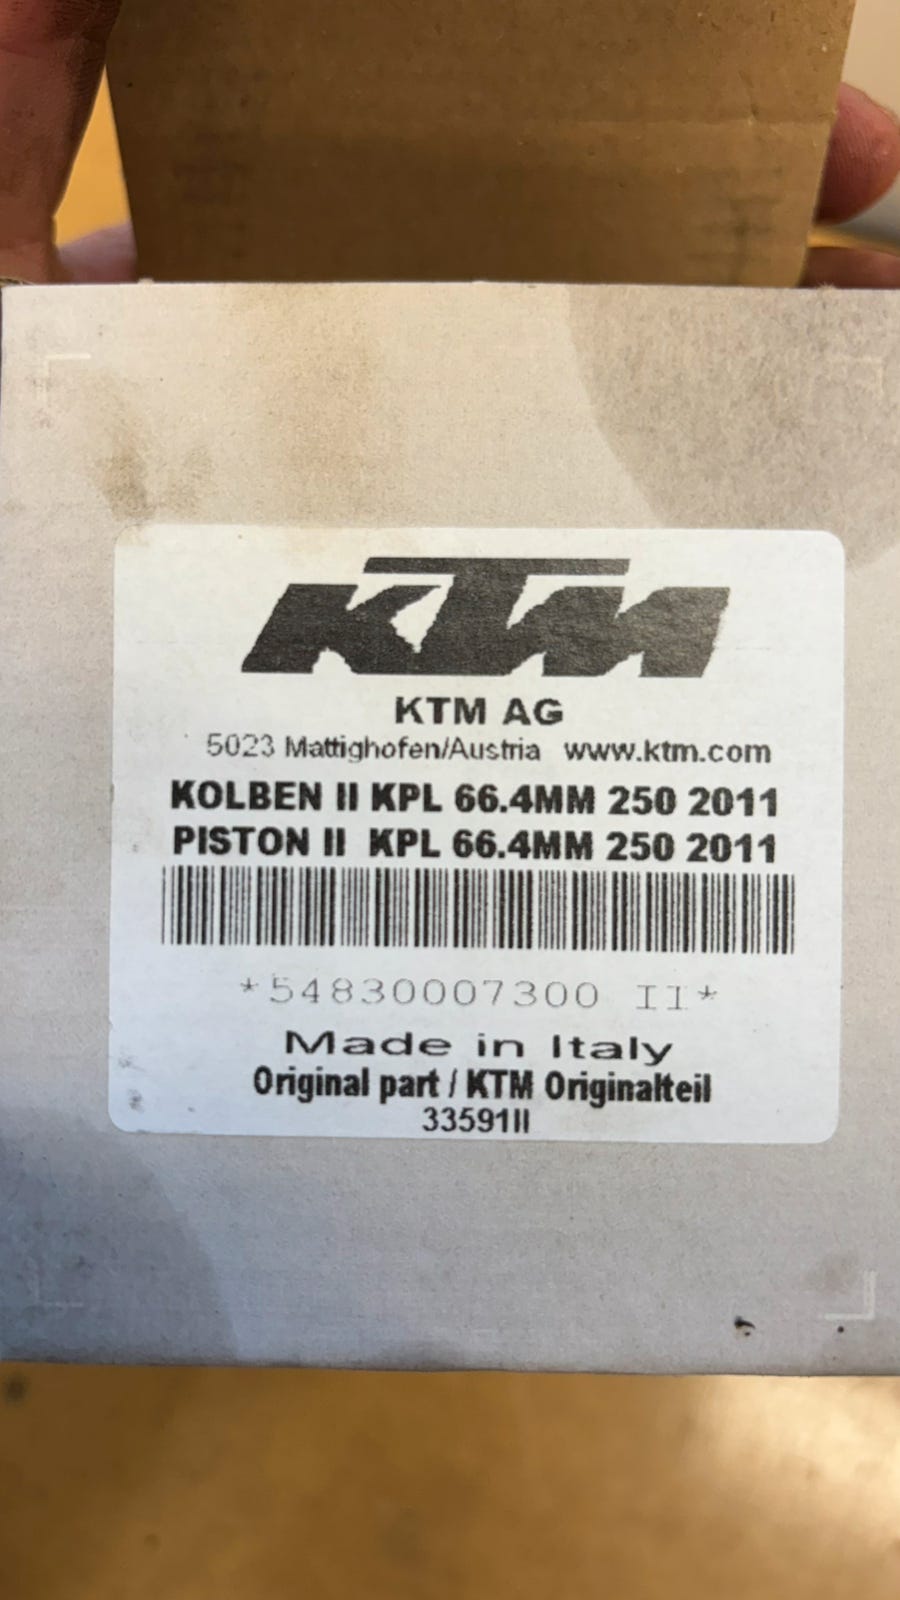 KTM
KTM AG
5023 Mattighofen/Austria www.ktm.com
KOLBEN II KPL 66.4MM 250 2011
PISTON II KPL 66.4MM 250 2011
*54830007300 II*
Made in Italy
Original part / KTM Originalteil
33591II